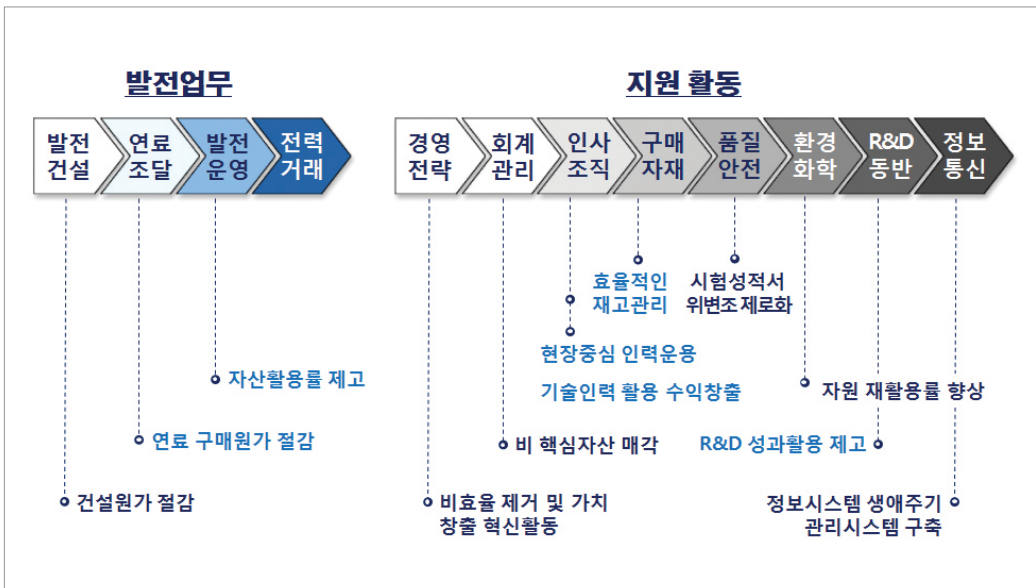 발전업무
지원 활동
발전
건설
연료
조달
발전
운영
전력
거래
경영
전략
회계
관리
인사
조직
구매
자재
품질
안전
환경
화학
R&D
동반
정보
통신
효율적인
재고관리
시험성적서
위변조 제로화
현장중심 인력운용
자산활용률 제고
기술인력 활용 수익창출
자원 재활용률 향상
연료 구매원가 절감
비 핵심자산 매각
R&D 성과활용 제고
건설원가 절감
비효율 제거 및 가치
창출 혁신활동
정보시스템 생애주기
관리시스템 구축